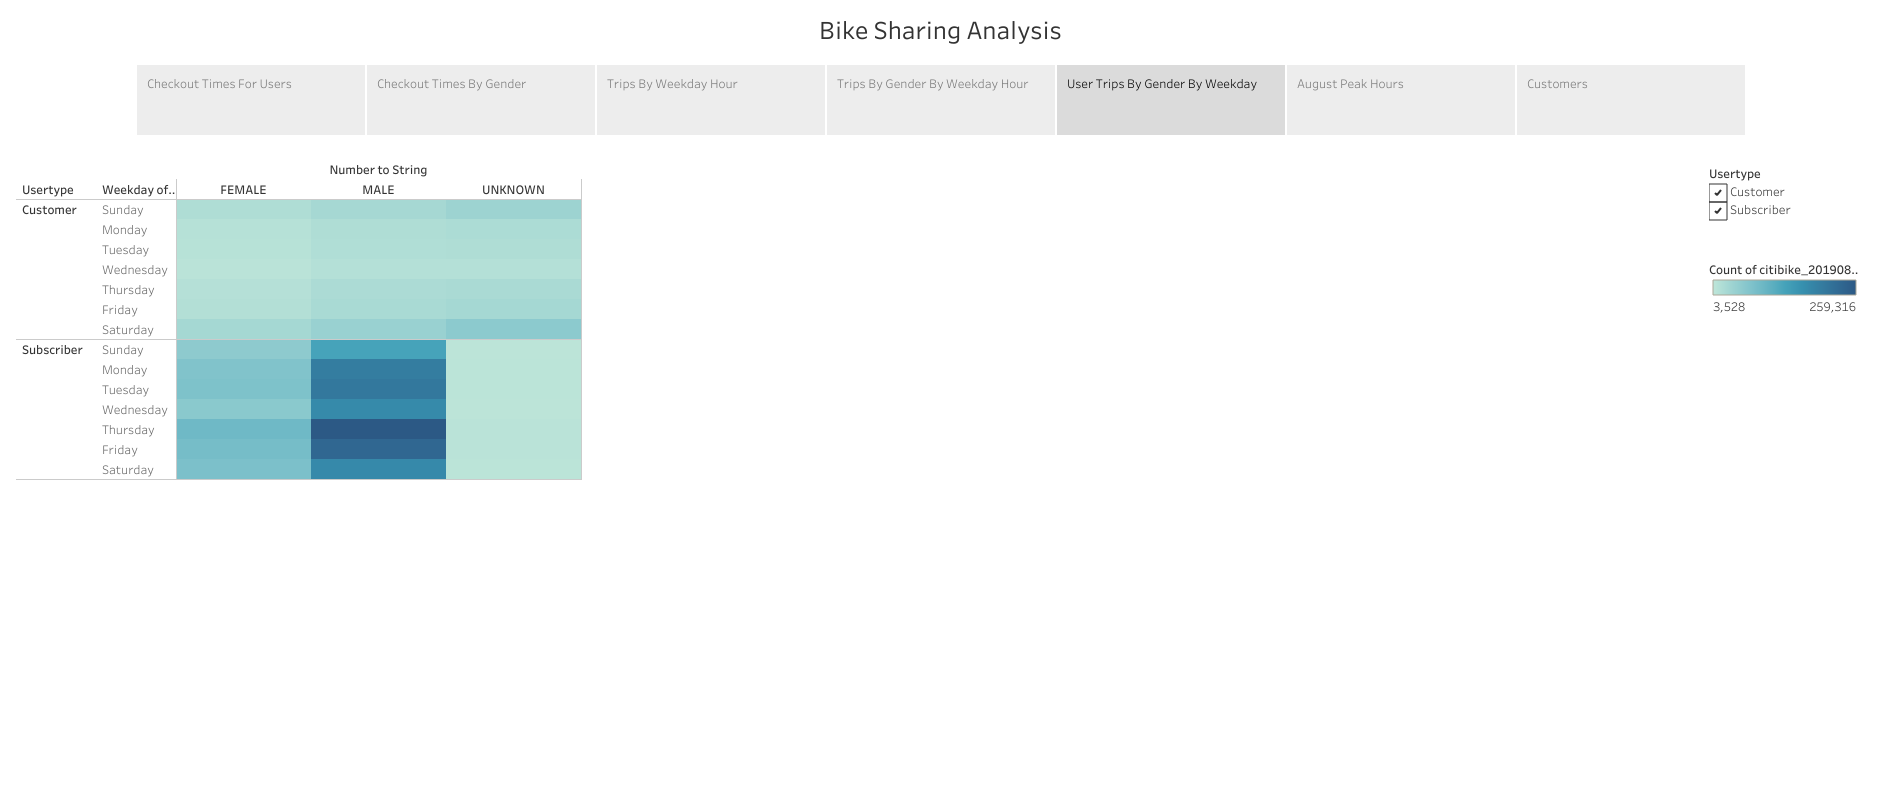 Bike Sharing Analysis
Checkout Times For Users
Checkout Times By Gender
Trips By Weekday Hour
Trips By Gender By Weekday Hour
User Trips By Gender By Weekday
August Peak Hours
Customers
Number to String
Usertype Weekday of.. FEMALE MALE UNKNOWN
Customer Sunday
Monday
Tuesday
Wednesday
Thursday
Friday
Saturday
Subscriber Sunday
Monday
Tuesday
Wednesday
Thursday
Friday
Saturday
Usertype
Customer
Subscriber
Count of citibike_201908..
3,528 259,316